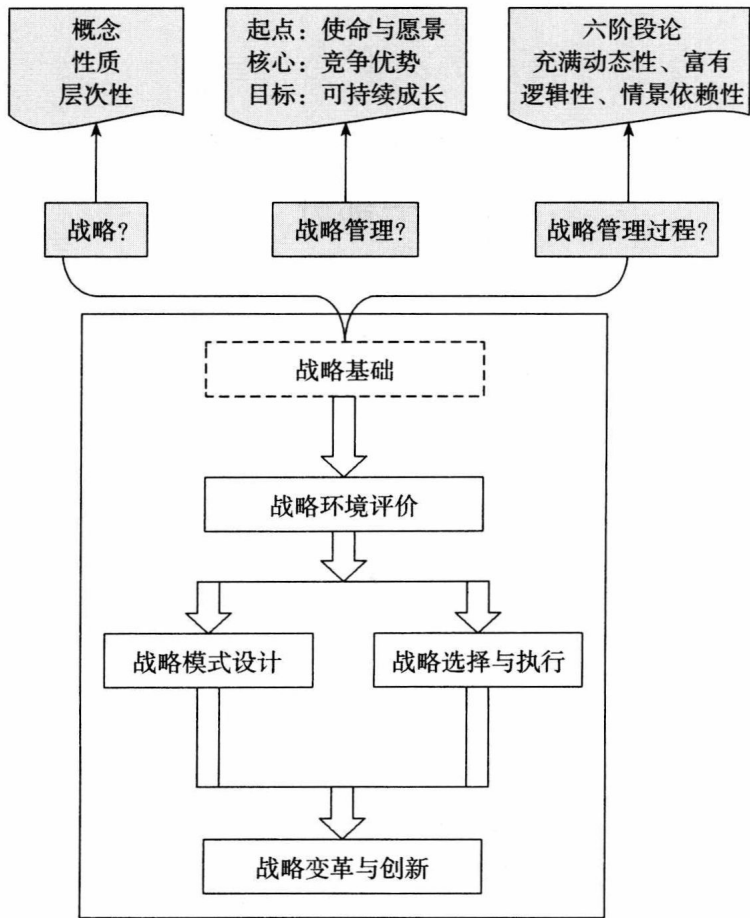 概念
性质
层次性
起点：使命与愿景
核心：竞争优势
目标：可持续成长
六阶段论
充满动态性、富有
逻辑性、情景依赖性
战略？
战略管理？
战略管理过程？
战略基础
战略环境评价
战略模式设计
战略选择与执行
战略变革与创新